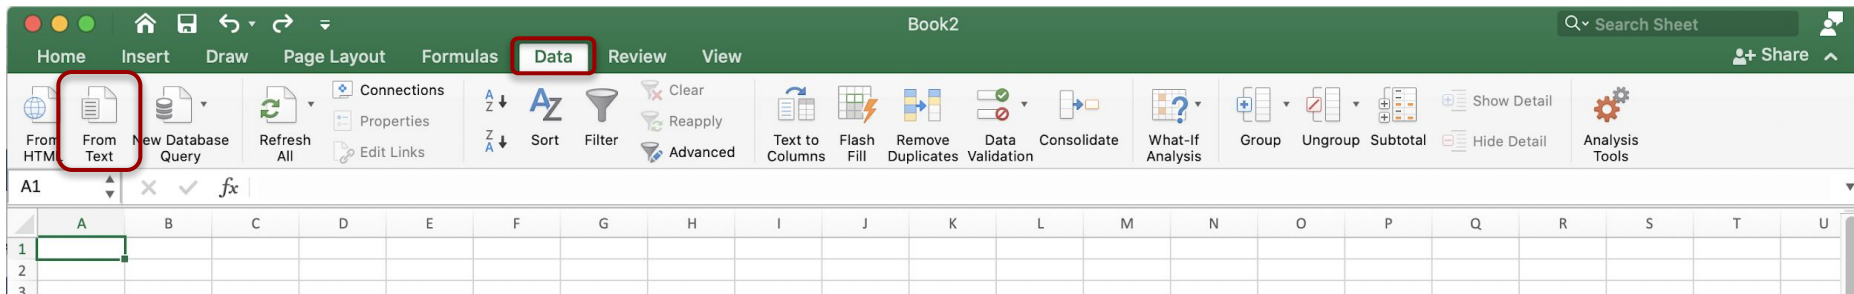 Book2
Search Sheet
Home Insert Draw Page Layout Formulas Data Review View
Share
From HTML
From Text
New Database Query
Refresh All
Connections
Properties
Edit Links
A Z
Z A
AZ
Sort
Filter
Clear
Reapply
Advanced
Text to Columns
Flash Fill
Remove Duplicates
Data Validation
Consolidate
?
What-If Analysis
Group
Ungroup
Subtotal
Show Detail
Hide Detail
Analysis Tools
A1
fx
A B C D E F G H I J K L M N O P Q R S T U
1
2
3